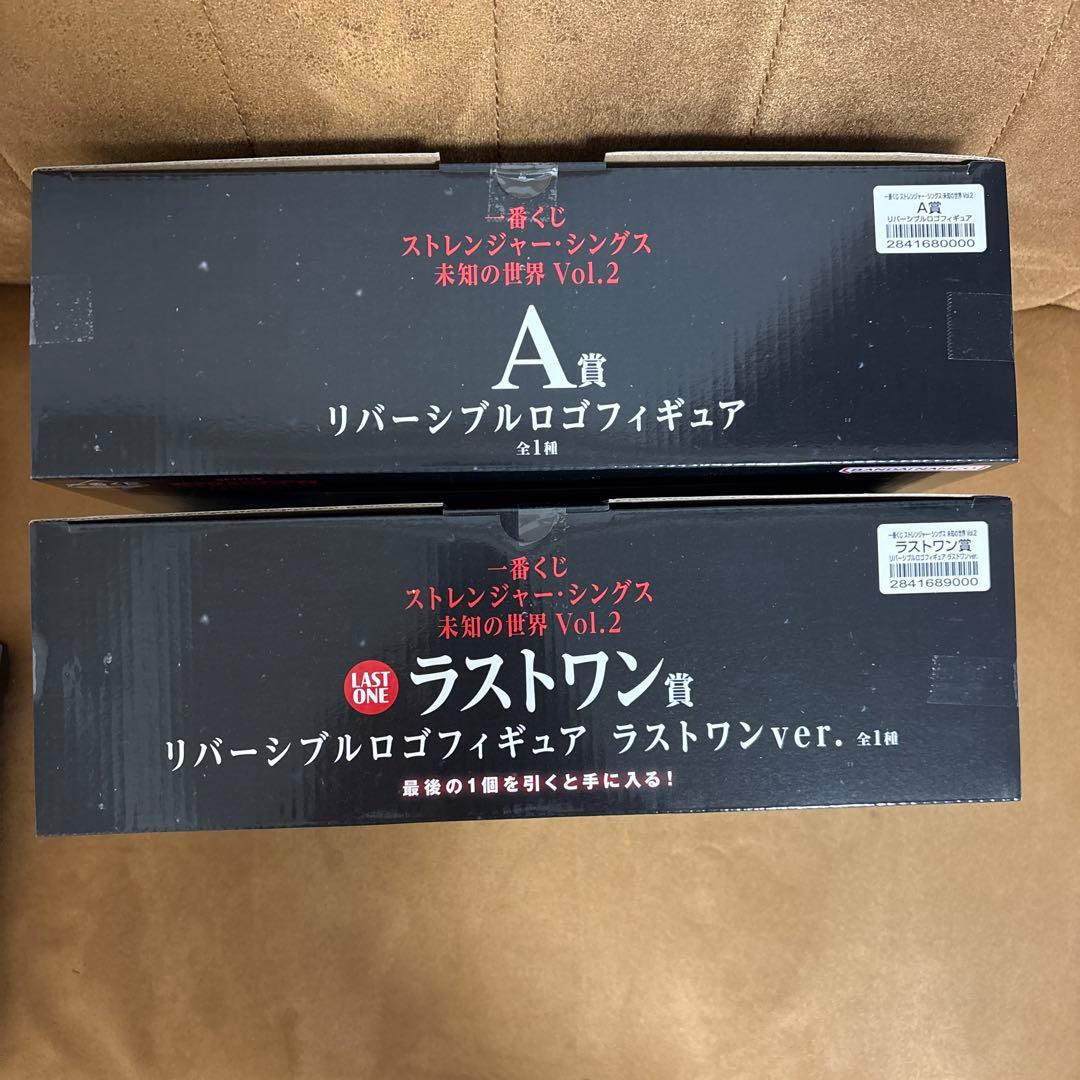 一番くじ
ストレンジャー・シングス
未知の世界 Vol.2
A賞
リバーシブルロゴフィギュア
全1種
一番くじ ストレンジャー・シングス 未知の世界 Vol.2
A賞
リバーシブルロゴフィギュア
2841680000
BANDAI NAMCO
一番くじ
ストレンジャー・シングス
未知の世界 Vol.2
LAST ONE ラストワン賞
リバーシブルロゴフィギュア ラストワンver. 全1種
最後の1個を引くと手に入る!
一番くじ ストレンジャー・シングス 未知の世界 Vol.2
ラストワン賞
リバーシブルロゴフィギュア ラストワンver.
2841689000